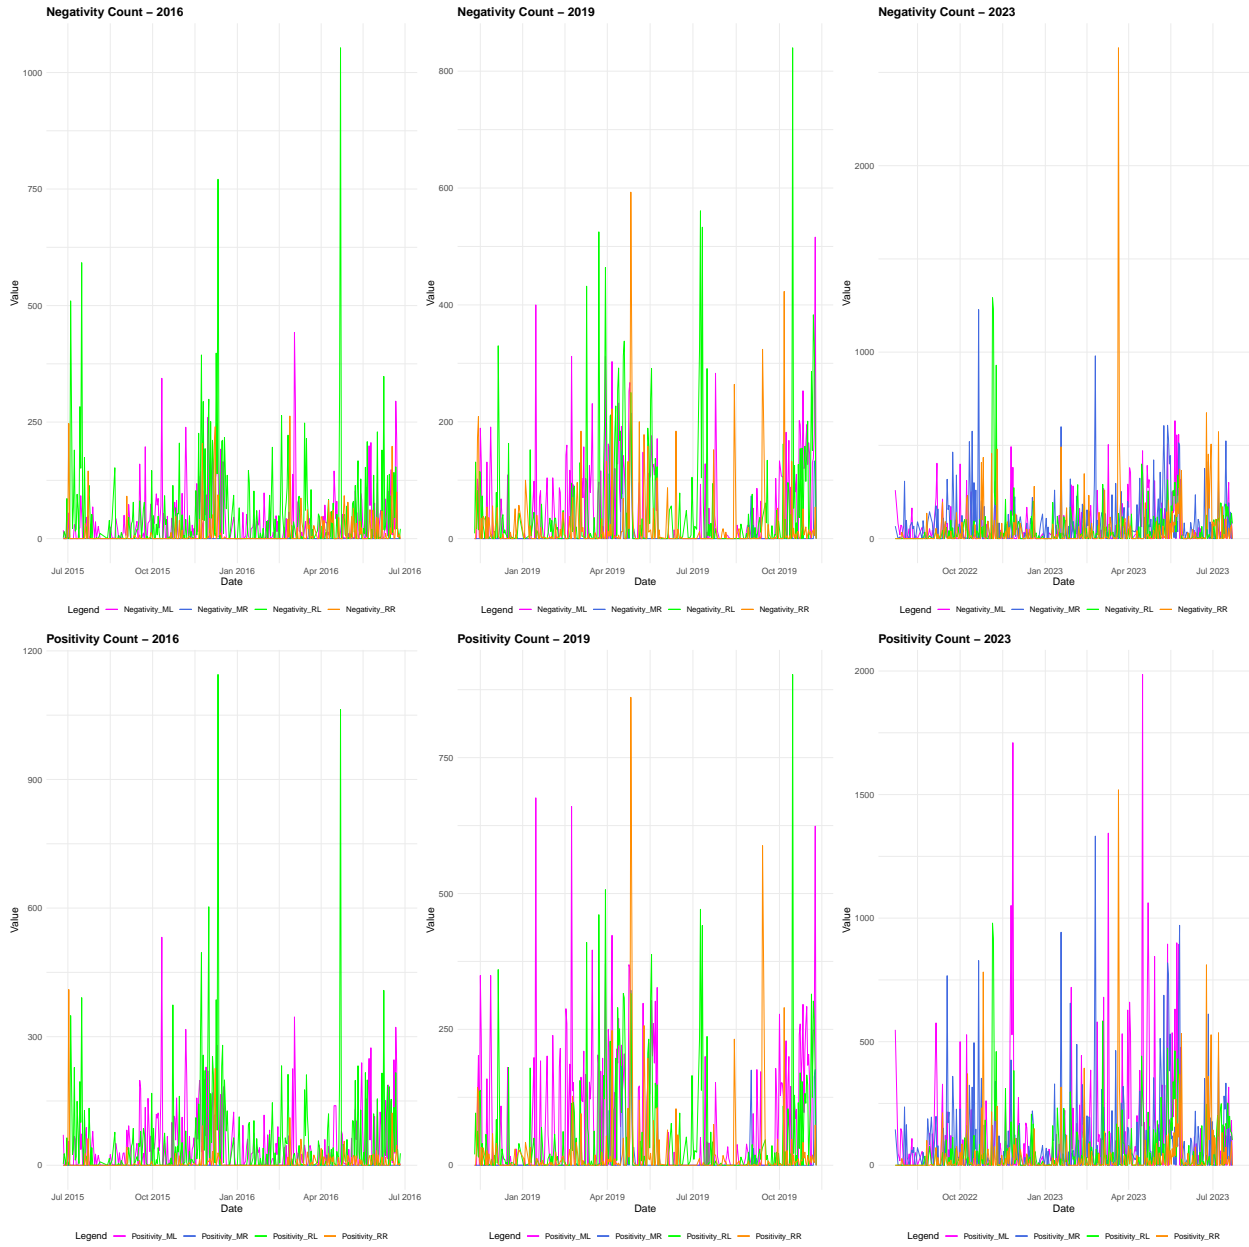 Negativity Count – 2016
Value
1000
750
500
250
0
Jul 2015 Oct 2015 Jan 2016 Apr 2016 Jul 2016
Date
Legend Negativity_ML Negativity_MR Negativity_RL Negativity_RR
Negativity Count – 2019
Value
800
600
400
200
0
Jan 2019 Apr 2019 Jul 2019 Oct 2019
Date
Legend Negativity_ML Negativity_MR Negativity_RL Negativity_RR
Negativity Count – 2023
Value
2000
1000
0
Oct 2022 Jan 2023 Apr 2023 Jul 2023
Date
Legend Negativity_ML Negativity_MR Negativity_RL Negativity_RR
Positivity Count – 2016
Value
1200
900
600
300
0
Jul 2015 Oct 2015 Jan 2016 Apr 2016 Jul 2016
Date
Legend Positivity_ML Positivity_MR Positivity_RL Positivity_RR
Positivity Count – 2019
Value
750
500
250
0
Jan 2019 Apr 2019 Jul 2019 Oct 2019
Date
Legend Positivity_ML Positivity_MR Positivity_RL Positivity_RR
Positivity Count – 2023
Value
2000
1500
1000
500
0
Oct 2022 Jan 2023 Apr 2023 Jul 2023
Date
Legend Positivity_ML Positivity_MR Positivity_RL Positivity_RR